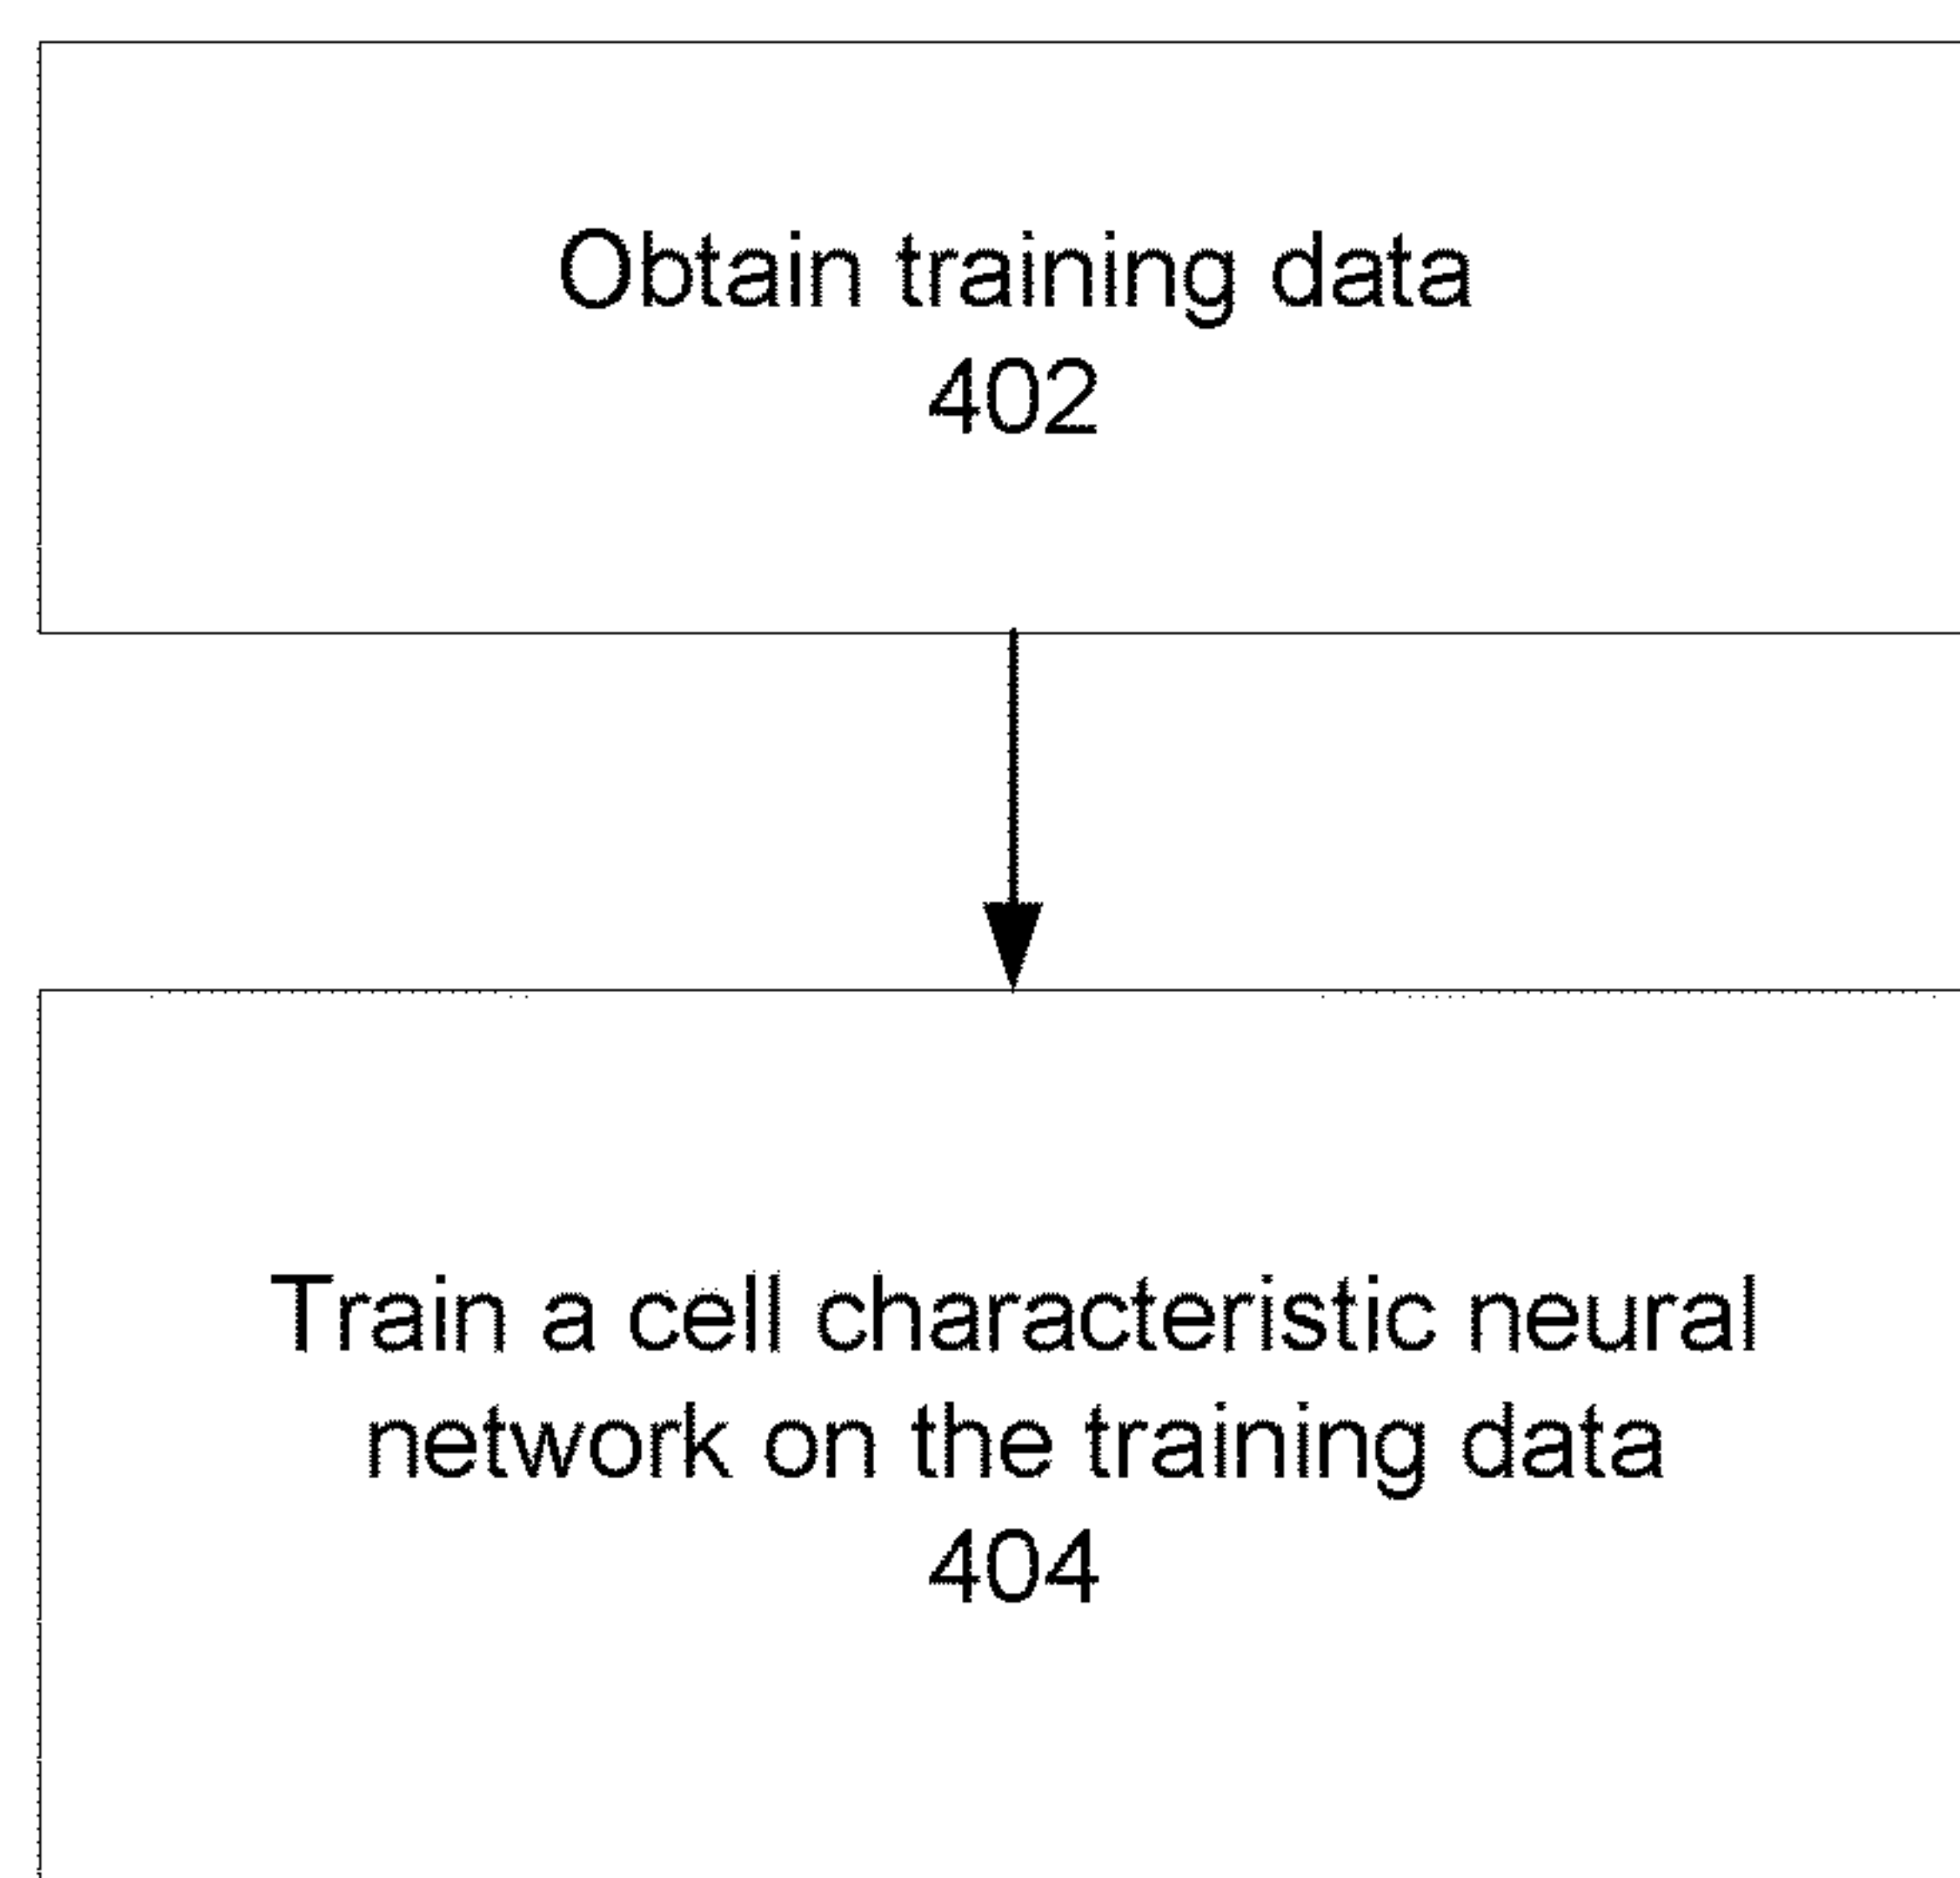 Obtain training data
402
Train a cell characteristic neural
network on the training data
404